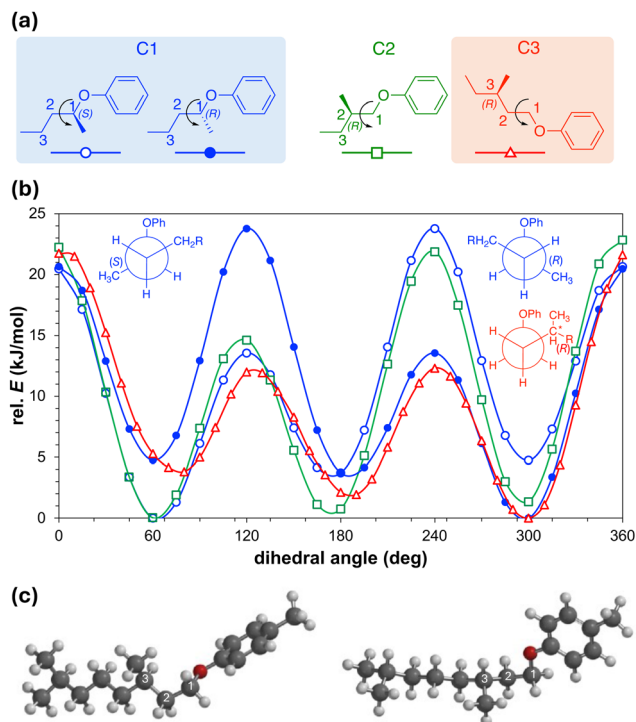 (a)
C1
C2
C3
O
2
1
(S)
3
O
2
1
(R)
3
O
2
1
(R)
3
3
(R)
1
2
O
(b)
rel. E (kJ/mol)
25
20
15
10
5
0
OPh
H
CH2R
(S)
H3C
H
H
OPh
RH2C
H
(R)
H
CH3
H
OPh
CH3
H
C*
R
H
(R)
H
H
H
0
60
120
180
240
300
360
dihedral angle (deg)
(c)
3
2
1
3
2
1